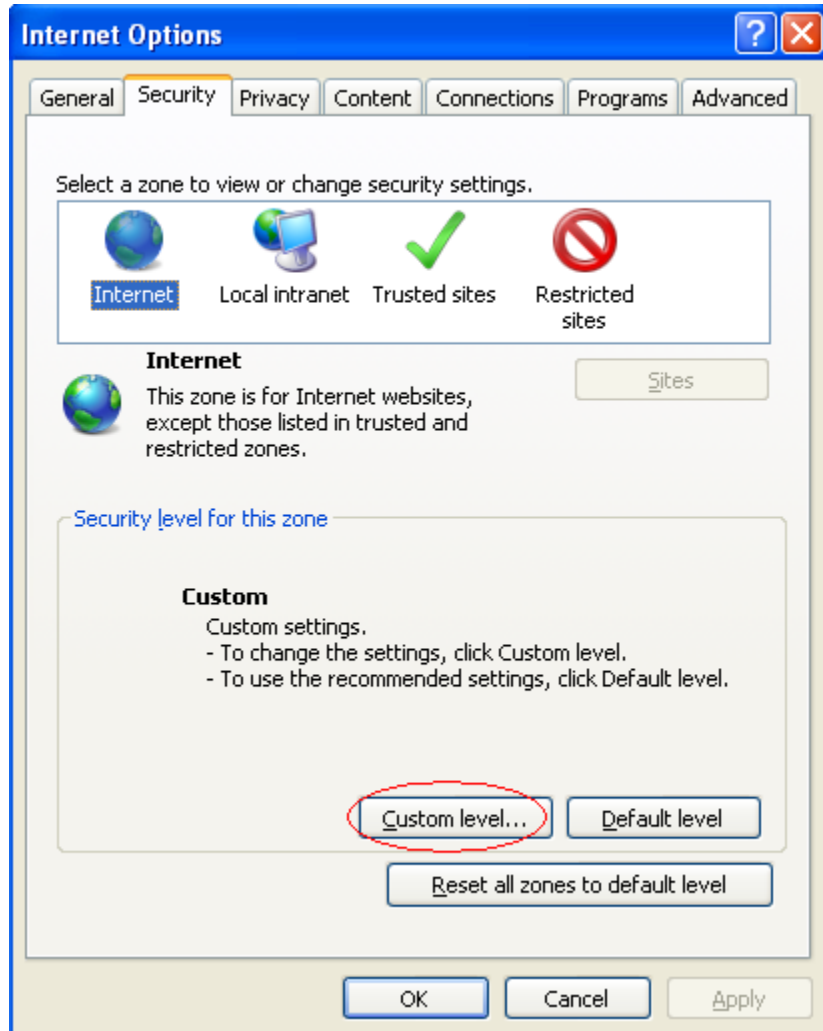 Internet Options
General Security Privacy Content Connections Programs Advanced
Select a zone to view or change security settings.
Internet Local intranet Trusted sites Restricted
sites
Internet
Sites
This zone is for Internet websites,
except those listed in trusted and
restricted zones.
Security level for this zone
Custom
Custom settings.
- To change the settings, click Custom level.
- To use the recommended settings, click Default level.
Custom level... Default level
Reset all zones to default level
OK Cancel Apply